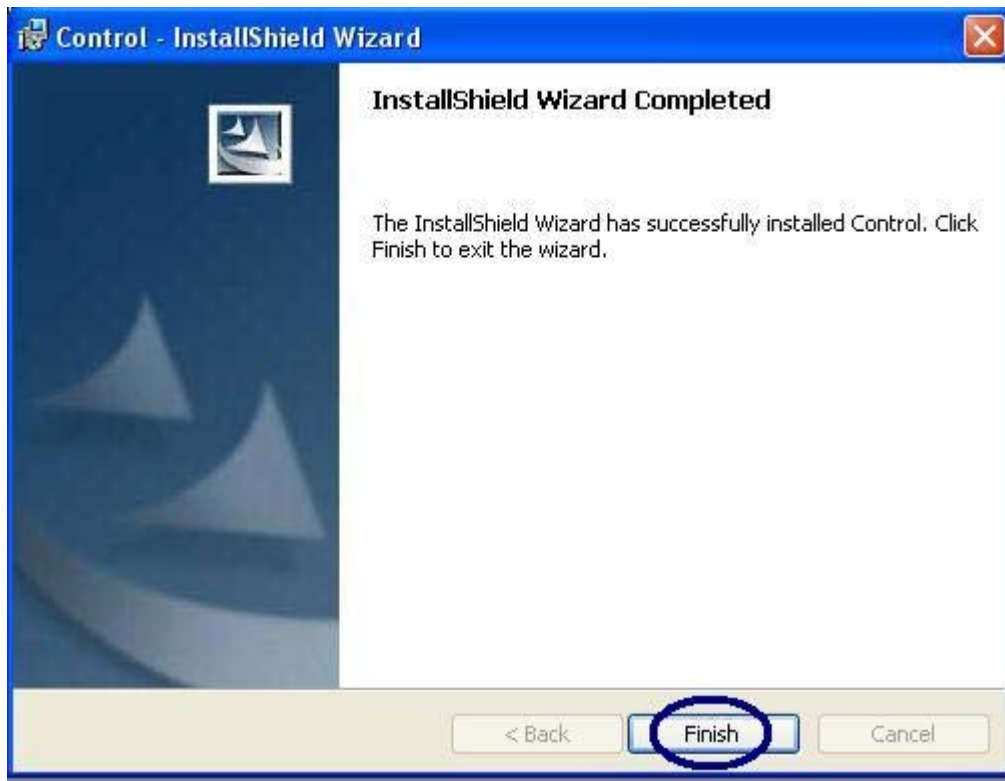 Control - InstallShield Wizard
InstallShield Wizard Completed
The InstallShield Wizard has successfully installed Control. Click
Finish to exit the wizard.
< Back
Finish
Cancel